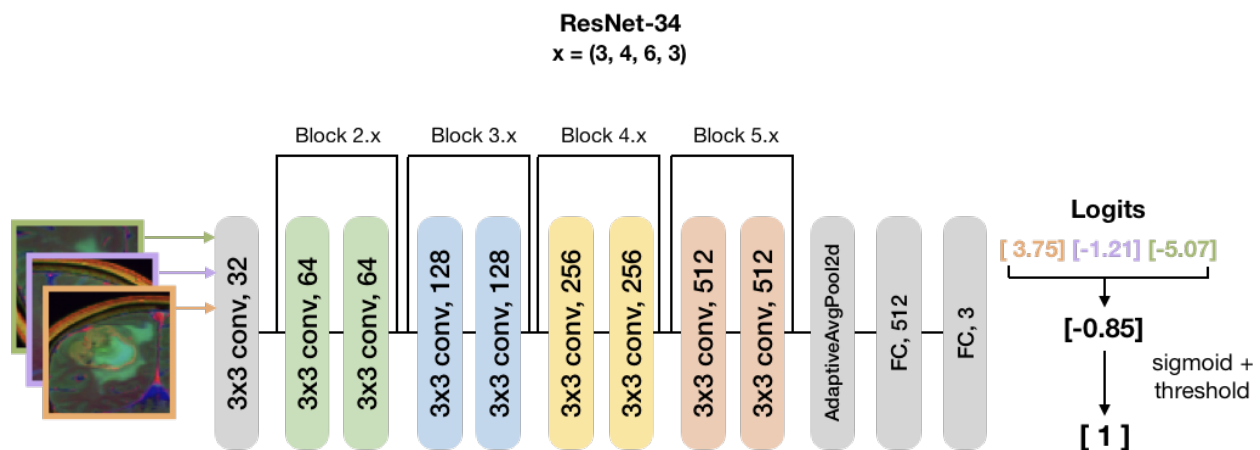 ResNet-34
x = (3, 4, 6, 3)
Block 2.x
Block 3.x
Block 4.x
Block 5.x
3x3 conv, 32
3x3 conv, 64
3x3 conv, 64
3x3 conv, 128
3x3 conv, 128
3x3 conv, 256
3x3 conv, 256
3x3 conv, 512
3x3 conv, 512
AdaptiveAvgPool2d
FC, 512
FC, 3
Logits
[ 3.75] [-1.21] [-5.07]
[-0.85]
sigmoid +
threshold
[ 1 ]